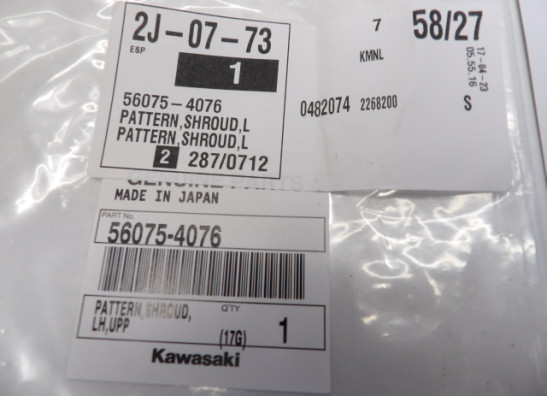 2J-07-73
ESP
1
56075-4076
PATTERN,SHROUD,L
PATTERN,SHROUD,L
2 287/0712
7 58/27
KMNL
17-04-23
05.55.16
0482074 2268200 S
GENUINE PARTS
MADE IN JAPAN
PART No.
56075-4076
PATTERN,SHROUD,
LH,UPP
Q'TY
(17G) 1
Kawasaki